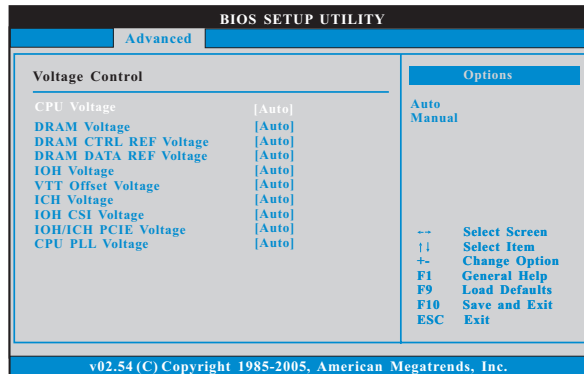 BIOS SETUP UTILITY
Advanced
Voltage Control
CPU Voltage [Auto]
DRAM Voltage [Auto]
DRAM CTRL REF Voltage [Auto]
DRAM DATA REF Voltage [Auto]
IOH Voltage [Auto]
VTT Offset Voltage [Auto]
ICH Voltage [Auto]
IOH CSI Voltage [Auto]
IOH/ICH PCIE Voltage [Auto]
CPU PLL Voltage [Auto]
Options
Auto
Manual
←→ Select Screen
↑↓ Select Item
+- Change Option
F1 General Help
F9 Load Defaults
F10 Save and Exit
ESC Exit
v02.54 (C) Copyright 1985-2005, American Megatrends, Inc.